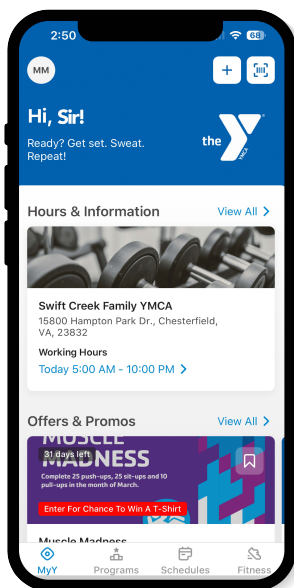 2:50
68
MM
+
Hi, Sir!
Ready? Get set. Sweat.
Repeat!
the Y
YMCA
Hours & Information
View All >
Swift Creek Family YMCA
15800 Hampton Park Dr., Chesterfield,
VA, 23832
Working Hours
Today 5:00 AM - 10:00 PM >
Offers & Promos
View All >
MUSCLE
31 days left
MADNESS
Complete 25 push-ups, 25 sit-ups and 10
pull-ups in the month of March.
Enter For Chance To Win A T-Shirt
Muscle Madness
MyY
Programs
Schedules
Fitness